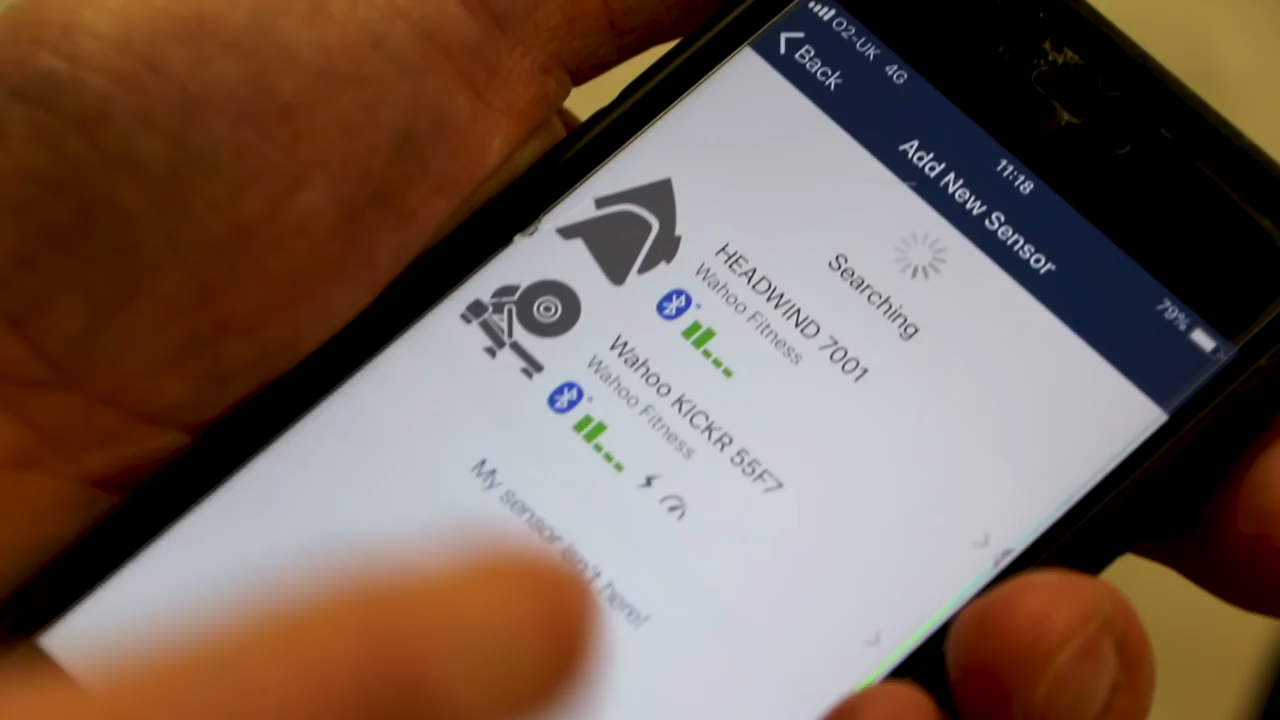 O2-UK 4G
11:18
79%
Back
Add New Sensor
Searching
HEADWIND 7001
Wahoo Fitness
Wahoo KICKR 55F7
Wahoo Fitness
My sensor isn't here!